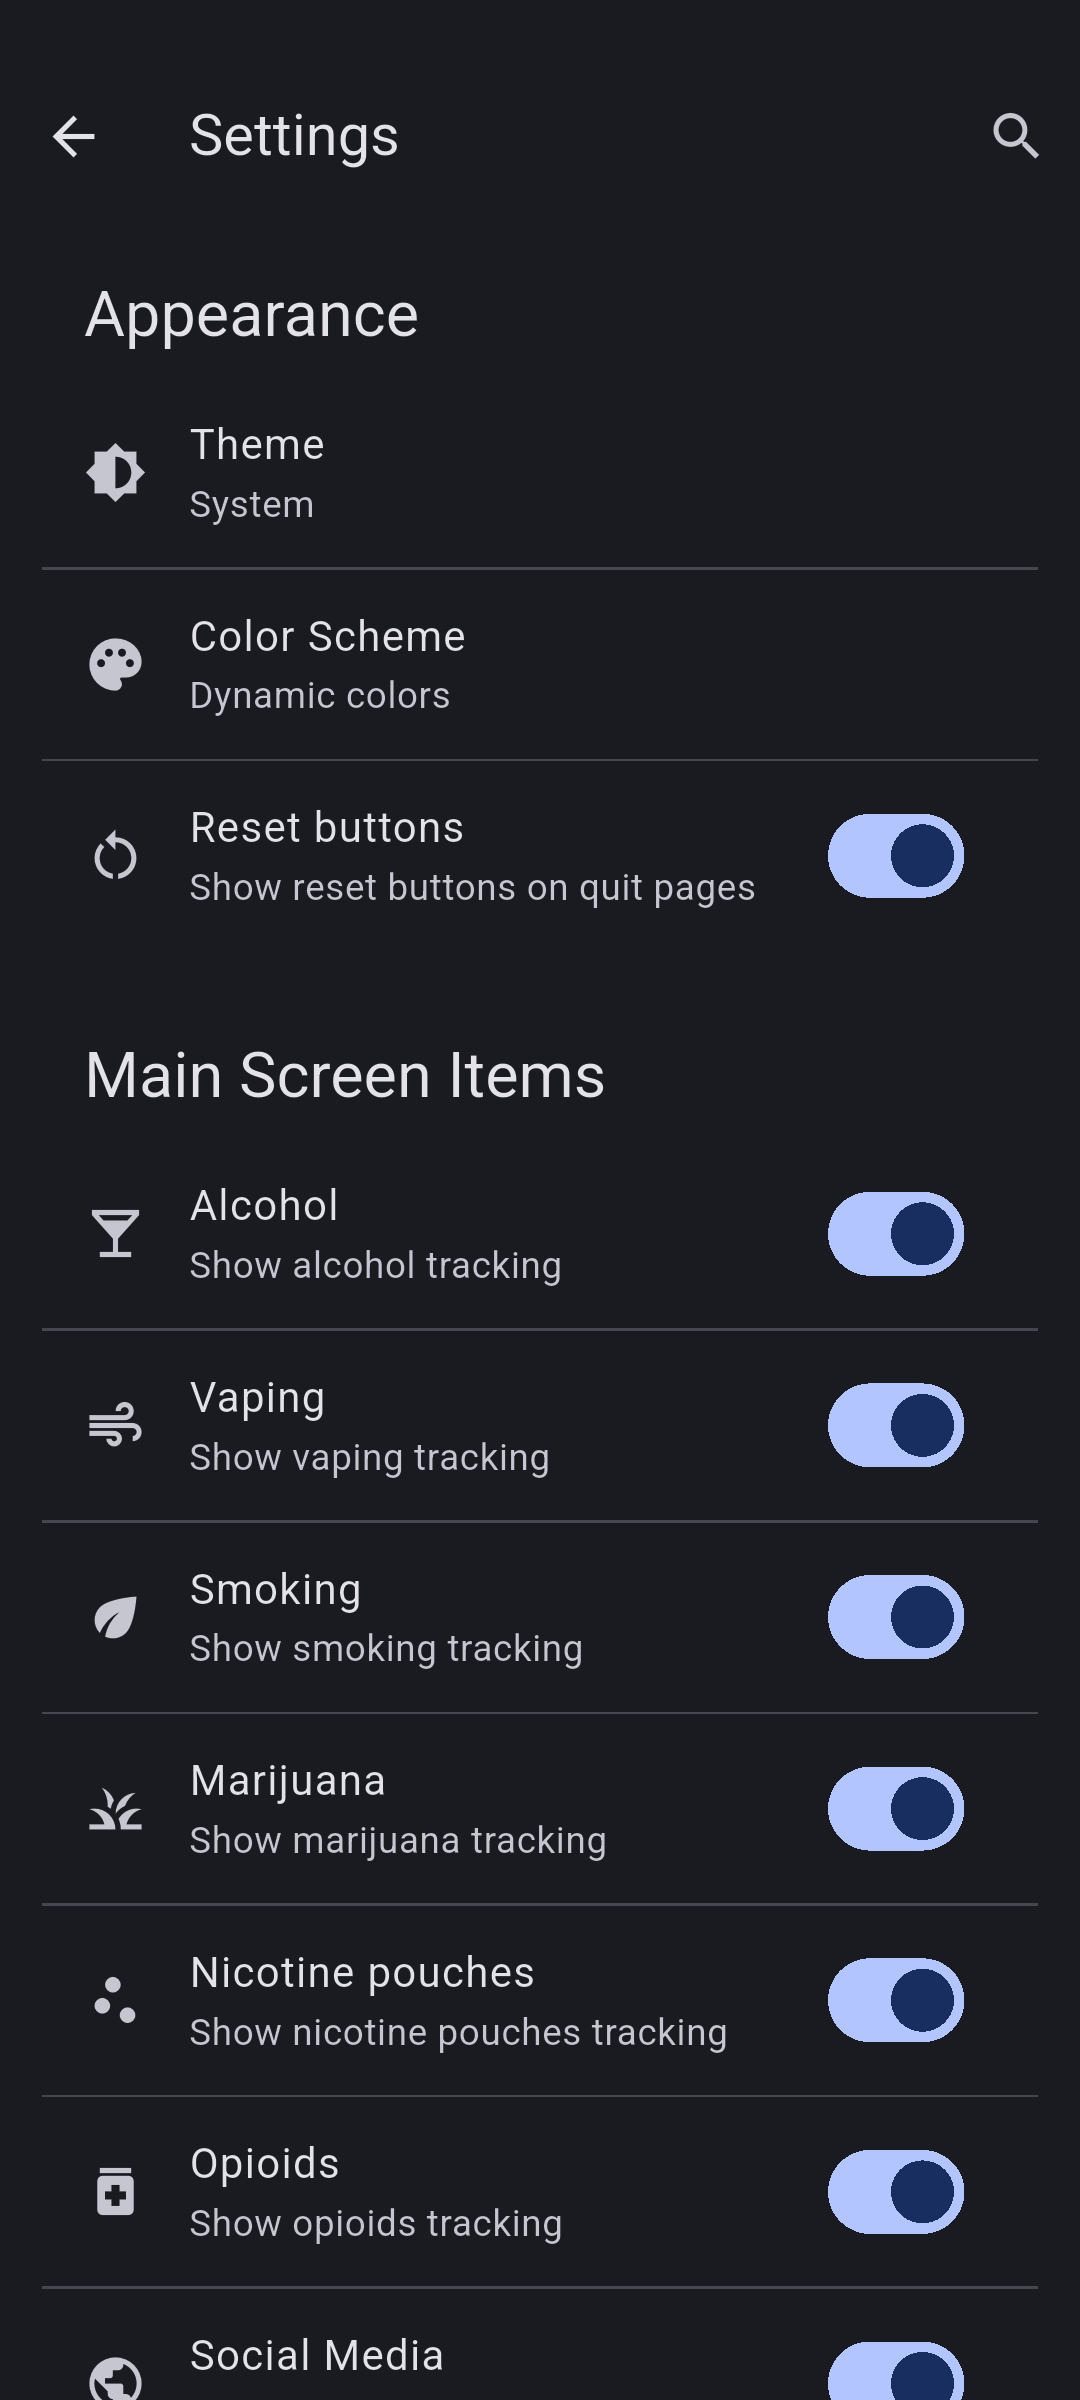 Settings
Appearance
Theme
System
Color Scheme
Dynamic colors
Reset buttons
Show reset buttons on quit pages
Main Screen Items
Alcohol
Show alcohol tracking
Vaping
Show vaping tracking
Smoking
Show smoking tracking
Marijuana
Show marijuana tracking
Nicotine pouches
Show nicotine pouches tracking
Opioids
Show opioids tracking
Social Media